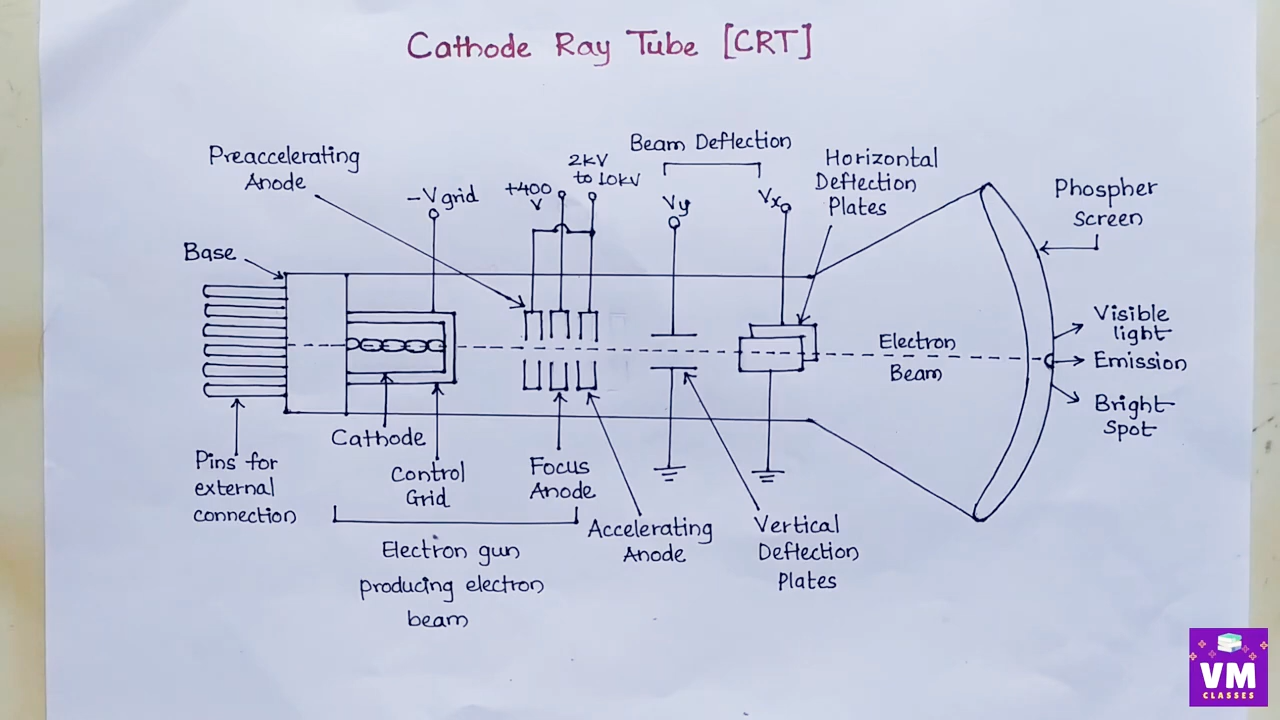 Cathode Ray Tube [CRT]
Preaccelerating
Anode
-Vgrid
+400
V
2kV
to 10kV
Beam Deflection
Vy
Vx
Horizontal
Deflection
Plates
Phospher
Screen
Base
Visible
light
Emission
Bright
Spot
Electron
Beam
Pins for
external
connection
Cathode
Control
Grid
Focus
Anode
Accelerating
Anode
Vertical
Deflection
Plates
Electron gun
producing electron
beam
VM
CLASSES